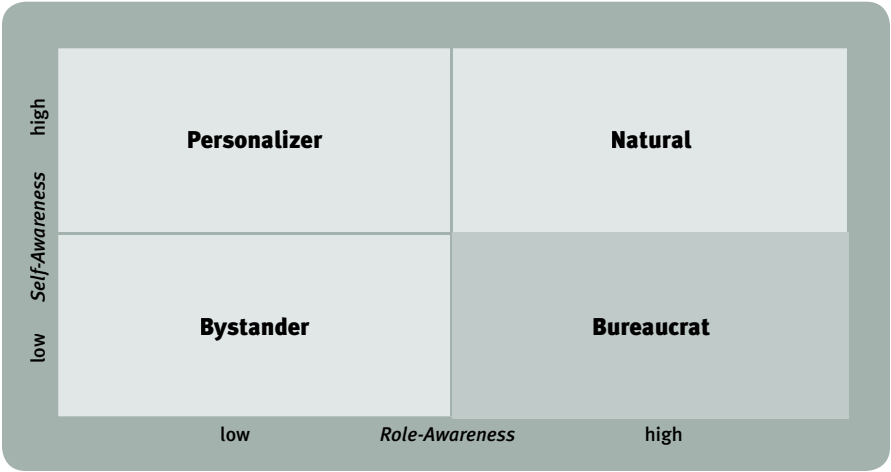 high
Personalizer
Natural
Self-Awareness
low
Bystander
Bureaucrat
low
Role-Awareness
high